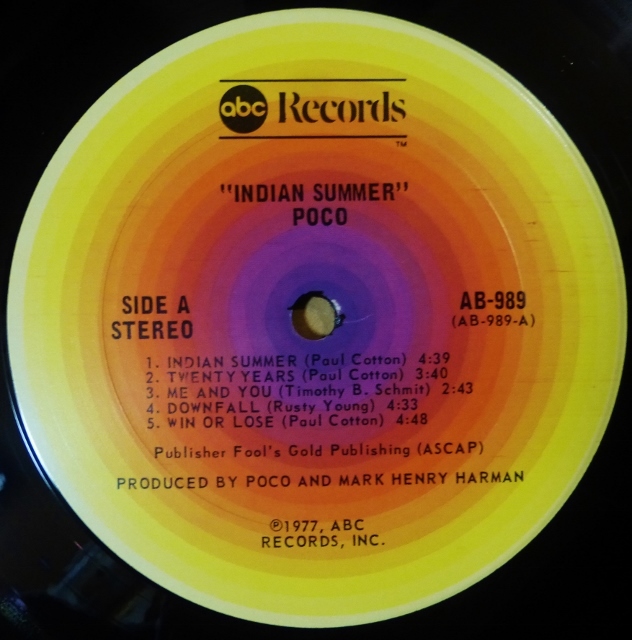 abc Records
TM
"INDIAN SUMMER"
POCO
SIDE A
STEREO
AB-989
(AB-989-A)
1. INDIAN SUMMER (Paul Cotton) 4:39
2. TWENTY YEARS (Paul Cotton) 3:40
3. ME AND YOU (Timothy B. Schmit) 2:43
4. DOWNFALL (Rusty Young) 4:33
5. WIN OR LOSE (Paul Cotton) 4:48
Publisher Fool's Gold Publishing (ASCAP)
PRODUCED BY POCO AND MARK HENRY HARMAN
℗1977, ABC
RECORDS, INC.